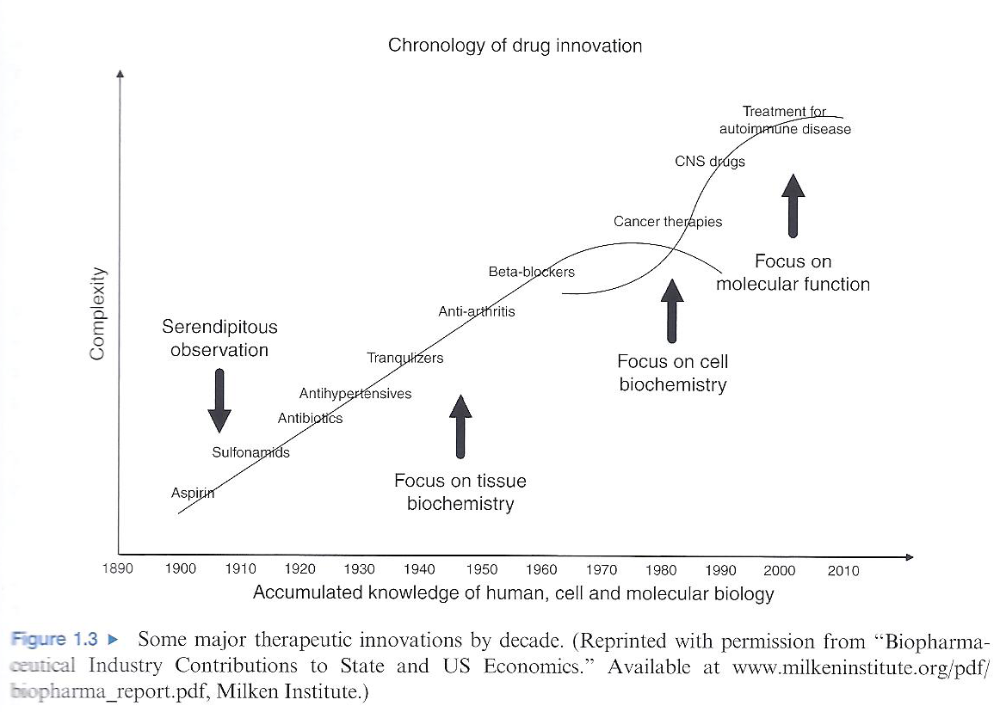 Chronology of drug innovation
Complexity
Treatment for
autoimmune disease
CNS drugs
Cancer therapies
Focus on
molecular function
Beta-blockers
Anti-arthritis
Serendipitous
observation
Tranqulizers
Focus on cell
biochemistry
Antihypertensives
Antibiotics
Sulfonamids
Focus on tissue
biochemistry
Aspirin
1890 1900 1910 1920 1930 1940 1950 1960 1970 1980 1990 2000 2010
Accumulated knowledge of human, cell and molecular biology
Figure 1.3 ► Some major therapeutic innovations by decade. (Reprinted with permission from “Biopharma-
ceutical Industry Contributions to State and US Economics.” Available at www.milkeninstitute.org/pdf/
biopharma_report.pdf, Milken Institute.)